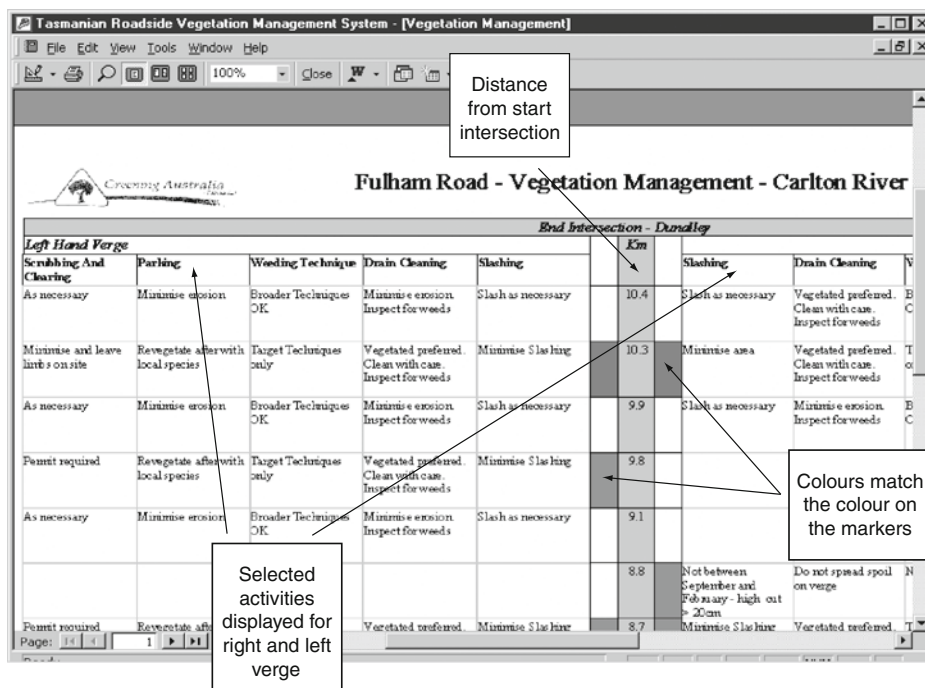 Tasmanian Roadside Vegetation Management System - [Vegetation Management]
File Edit View Tools Window Help
100% Close W
Distance
from start
intersection
Greening Australia
Fulham Road - Vegetation Management - Carlton River
End Intersection - Dunalley
Left Hand Verge Km
Scrubbing And Parking Weeding Technique Drain Cleaning Slashing Slashing Drain Cleaning
Clearing
As necessary Minimise erosion Broader Techniques Minimise erosion. Slash as necessary 10.4 Slash as necessary Vegetated preferred.
OK Inspect for weeds Clean with care.
Inspect for weeds
Minimise and leave Revegetate after with Target Techniques Vegetated preferred. Minimise Slashing 10.3 Minimise area Vegetated preferred.
limbs on site local species only Clean with care. Clean with care.
Inspect for weeds Inspect for weeds
As necessary Minimise erosion Broader Techniques Minimise erosion. Slash as necessary 9.9 Slash as necessary Minimise erosion.
OK Inspect for weeds Inspect for weeds
Permit required Revegetate after with Target Techniques Vegetated preferred. Minimise Slashing 9.8
local species only Clean with care.
Inspect for weeds
Colours match
the colour on
the markers
As necessary Minimise erosion Broader Techniques Minimise erosion. Slash as necessary 9.1
OK Inspect for weeds
Selected
activities
displayed for
right and left
verge
8.8 Not between Do not spread spoil
September and on verge
February - high cut
> 20cm
Permit required Revegetate Vegetated preferred. Minimise Slashing 8.7 Minimise Slashing Vegetated preferred.
Page: 1